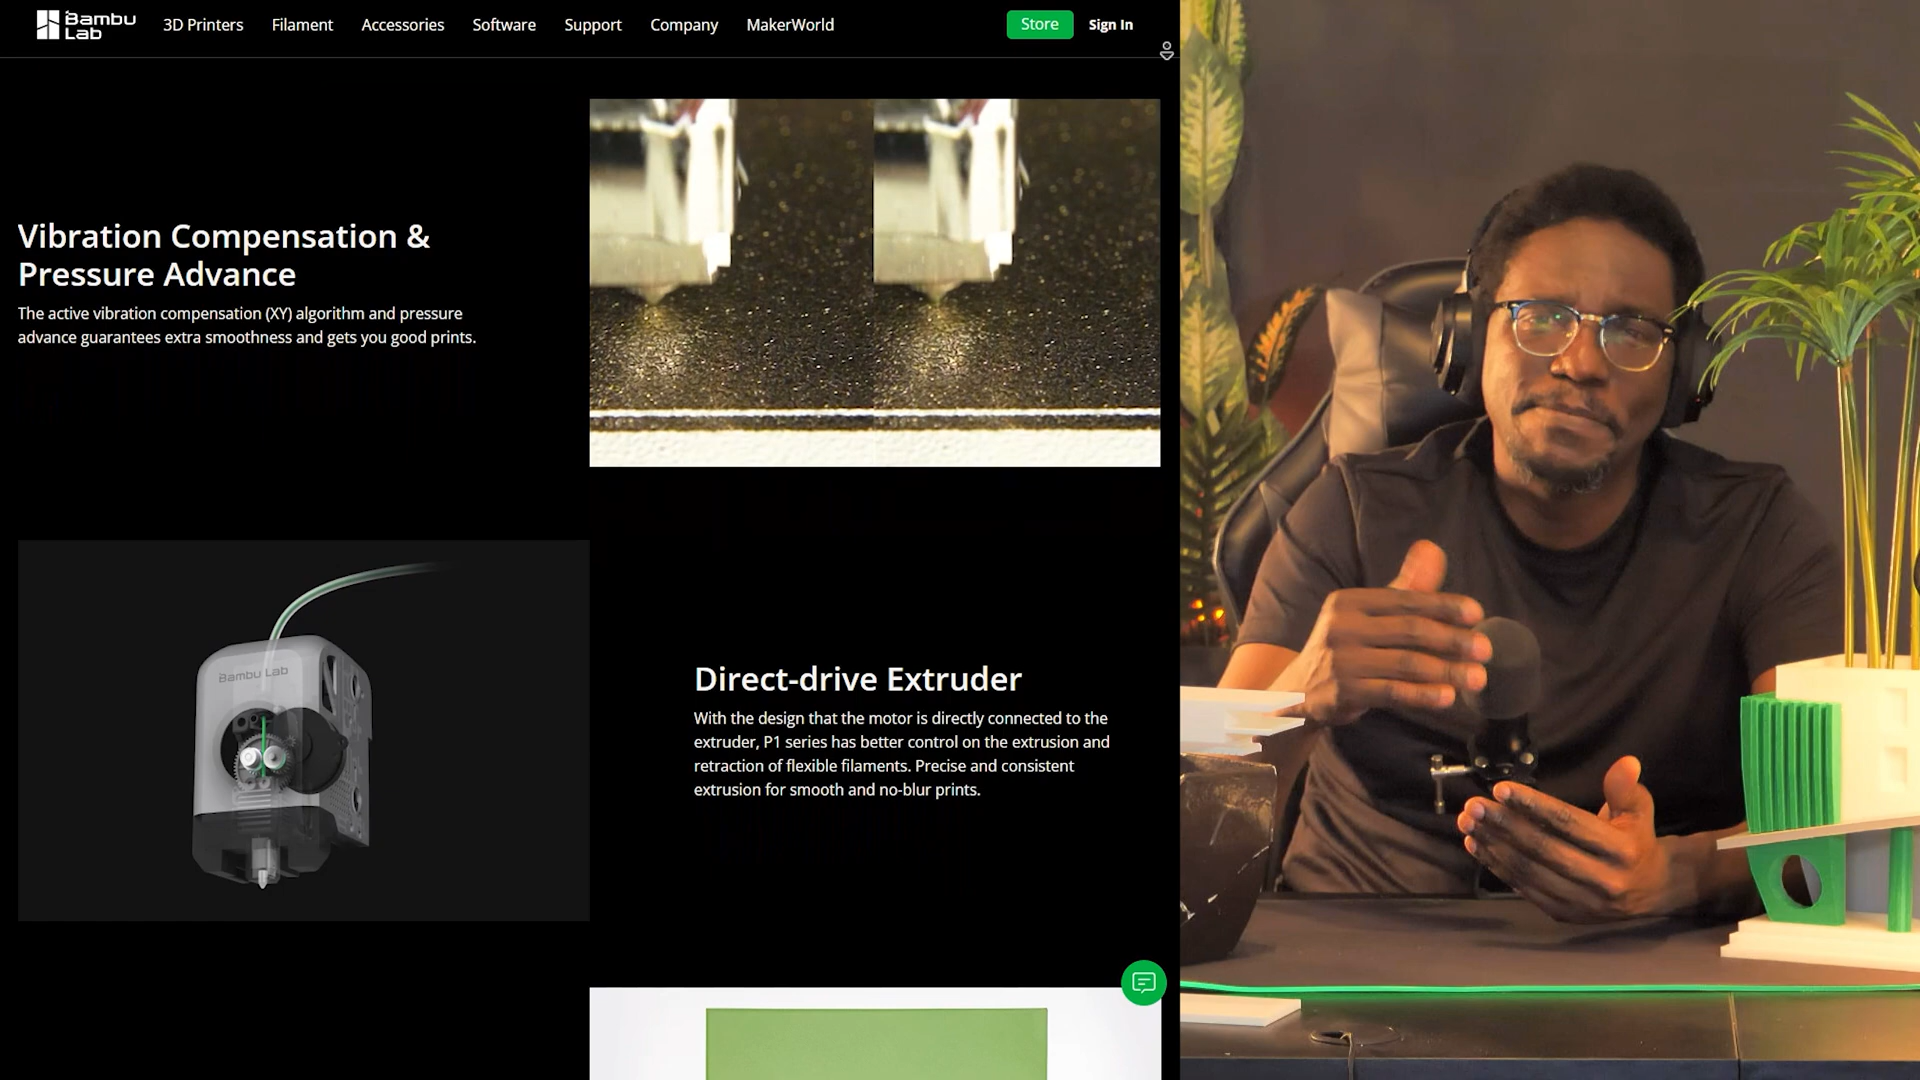 Bambu
Lab
3D Printers
Filament
Accessories
Software
Support
Company
MakerWorld
Store
Sign In
Vibration Compensation &
Pressure Advance
The active vibration compensation (XY) algorithm and pressure
advance guarantees extra smoothness and gets you good prints.
Bambu Lab
Direct-drive Extruder
With the design that the motor is directly connected to the
extruder, P1 series has better control on the extrusion and
retraction of flexible filaments. Precise and consistent
extrusion for smooth and no-blur prints.